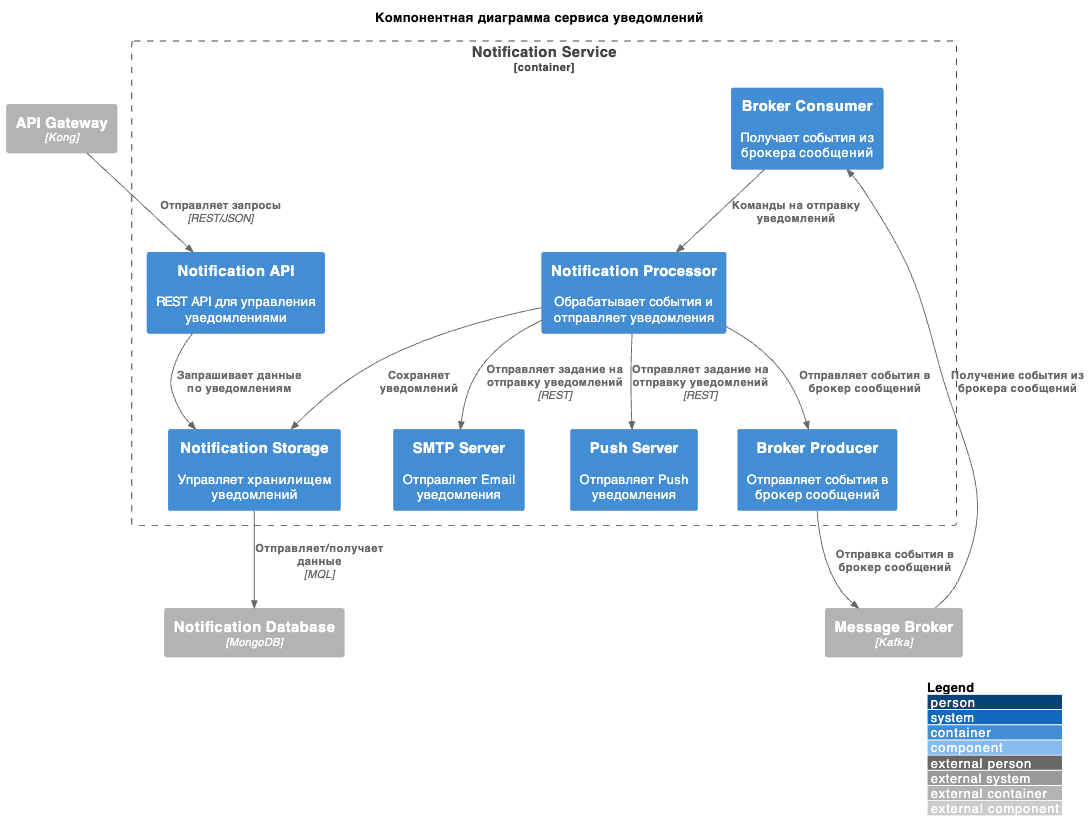 Компонентная диаграмма сервиса уведомлений
Notification Service
[container]
API Gateway
[Kong]
Broker Consumer
Получает события из
брокера сообщений
Отправляет запросы
[REST/JSON]
Команды на отправку
уведомлений
Notification API
REST API для управления
уведомлениями
Notification Processor
Обрабатывает события и
отправляет уведомления
Запрашивает данные
по уведомлениям
Сохраняет
уведомлений
Отправляет задание на
отправку уведомлений
[REST]
Отправляет задание на
отправку уведомлений
[REST]
Отправляет события в
брокер сообщений
Получение события из
брокера сообщений
Notification Storage
Управляет хранилищем
уведомлений
SMTP Server
Отправляет Email
уведомления
Push Server
Отправляет Push
уведомления
Broker Producer
Отправляет события в
брокер сообщений
Отправляет/получает
данные
[MQL]
Отправка события в
брокер сообщений
Notification Database
[MongoDB]
Message Broker
[Kafka]
Legend
person
system
container
component
external person
external system
external container
external component